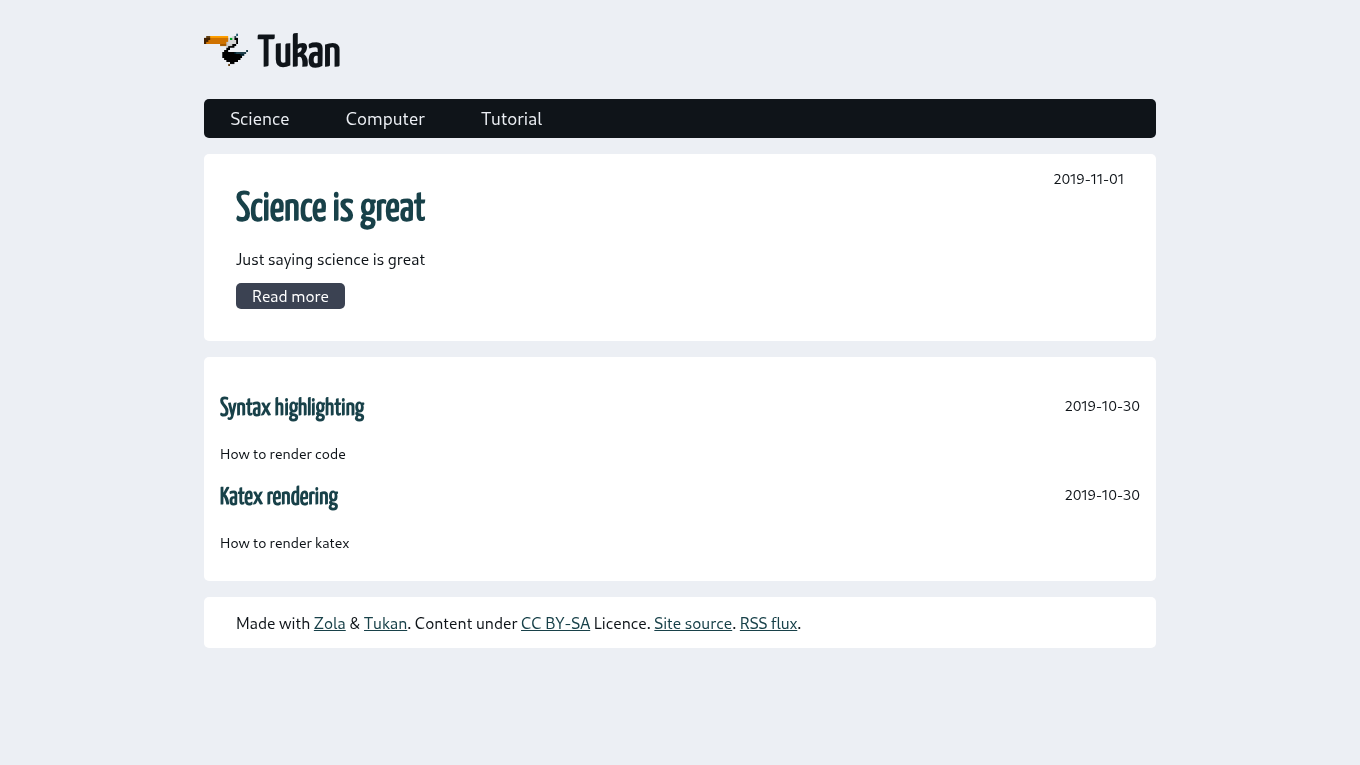 Tukan
Science Computer Tutorial
2019-11-01
Science is great
Just saying science is great
Read more
Syntax highlighting 2019-10-30
How to render code
Katex rendering 2019-10-30
How to render katex
Made with Zola & Tukan. Content under CC BY-SA Licence. Site source. RSS flux.